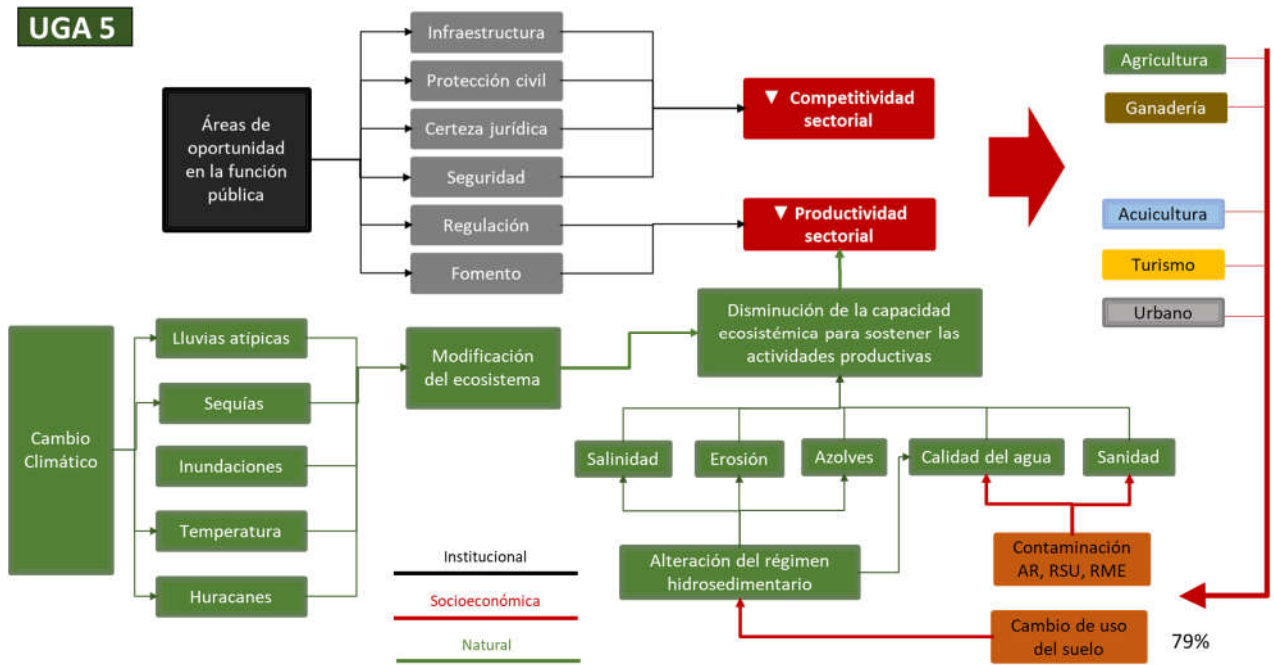 UGA 5
Áreas de
oportunidad
en la función
pública
Infraestructura
Protección civil
Certeza jurídica
Seguridad
Regulación
Fomento
▼ Competitividad
sectorial
▼ Productividad
sectorial
Agricultura
Ganadería
Acuicultura
Turismo
Urbano
Cambio
Climático
Lluvias atípicas
Sequías
Inundaciones
Temperatura
Huracanes
Modificación
del ecosistema
Disminución de la capacidad
ecosistémica para sostener las
actividades productivas
Salinidad
Erosión
Azolves
Calidad del agua
Sanidad
Alteración del régimen
hidrosedimentario
Contaminación
AR, RSU, RME
Cambio de uso
del suelo
79%
Institucional
Socioeconómica
Natural